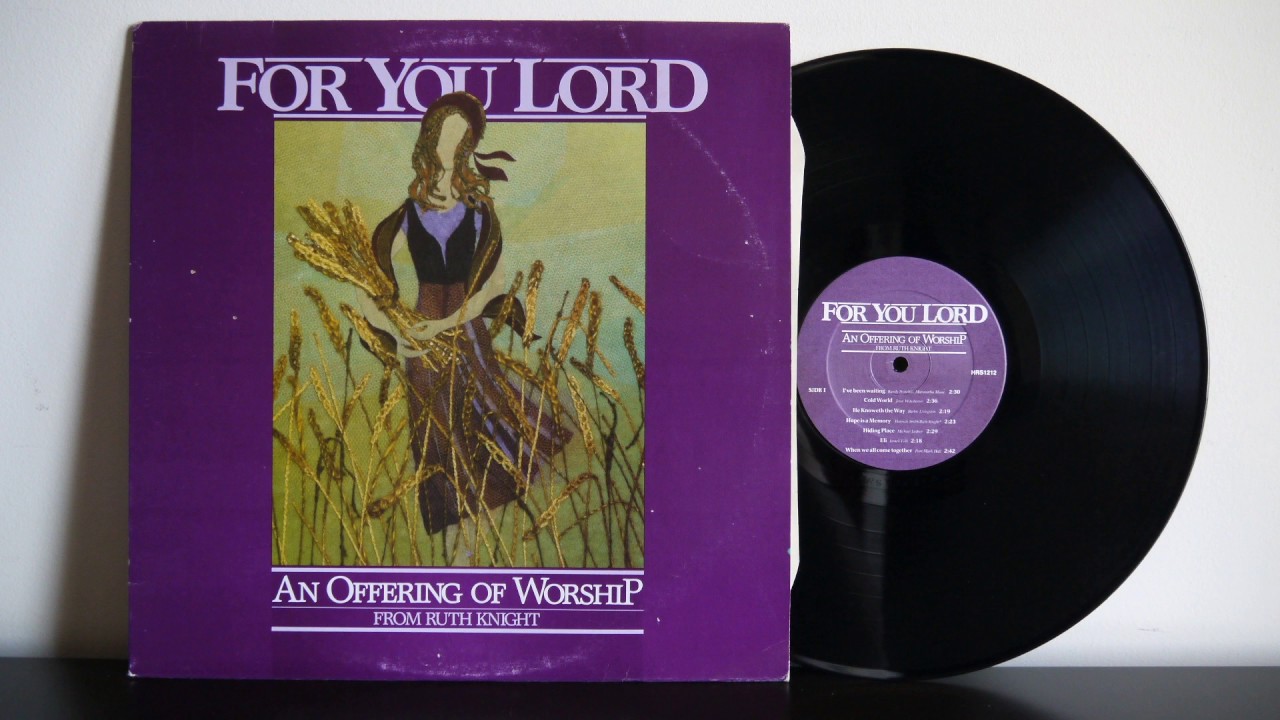 FOR YOU LORD
AN OFFERING OF WORSHIP
FROM RUTH KNIGHT
FOR YOU LORD
AN OFFERING OF WORSHIP
FROM RUTH KNIGHT
HRS1212
SIDE 1
I've been waiting 2:30
Cold World 2:36
He Knoweth the Way 2:19
Hope is a Memory 2:23
Hiding Place 2:29
2:18
When we all come together 2:42